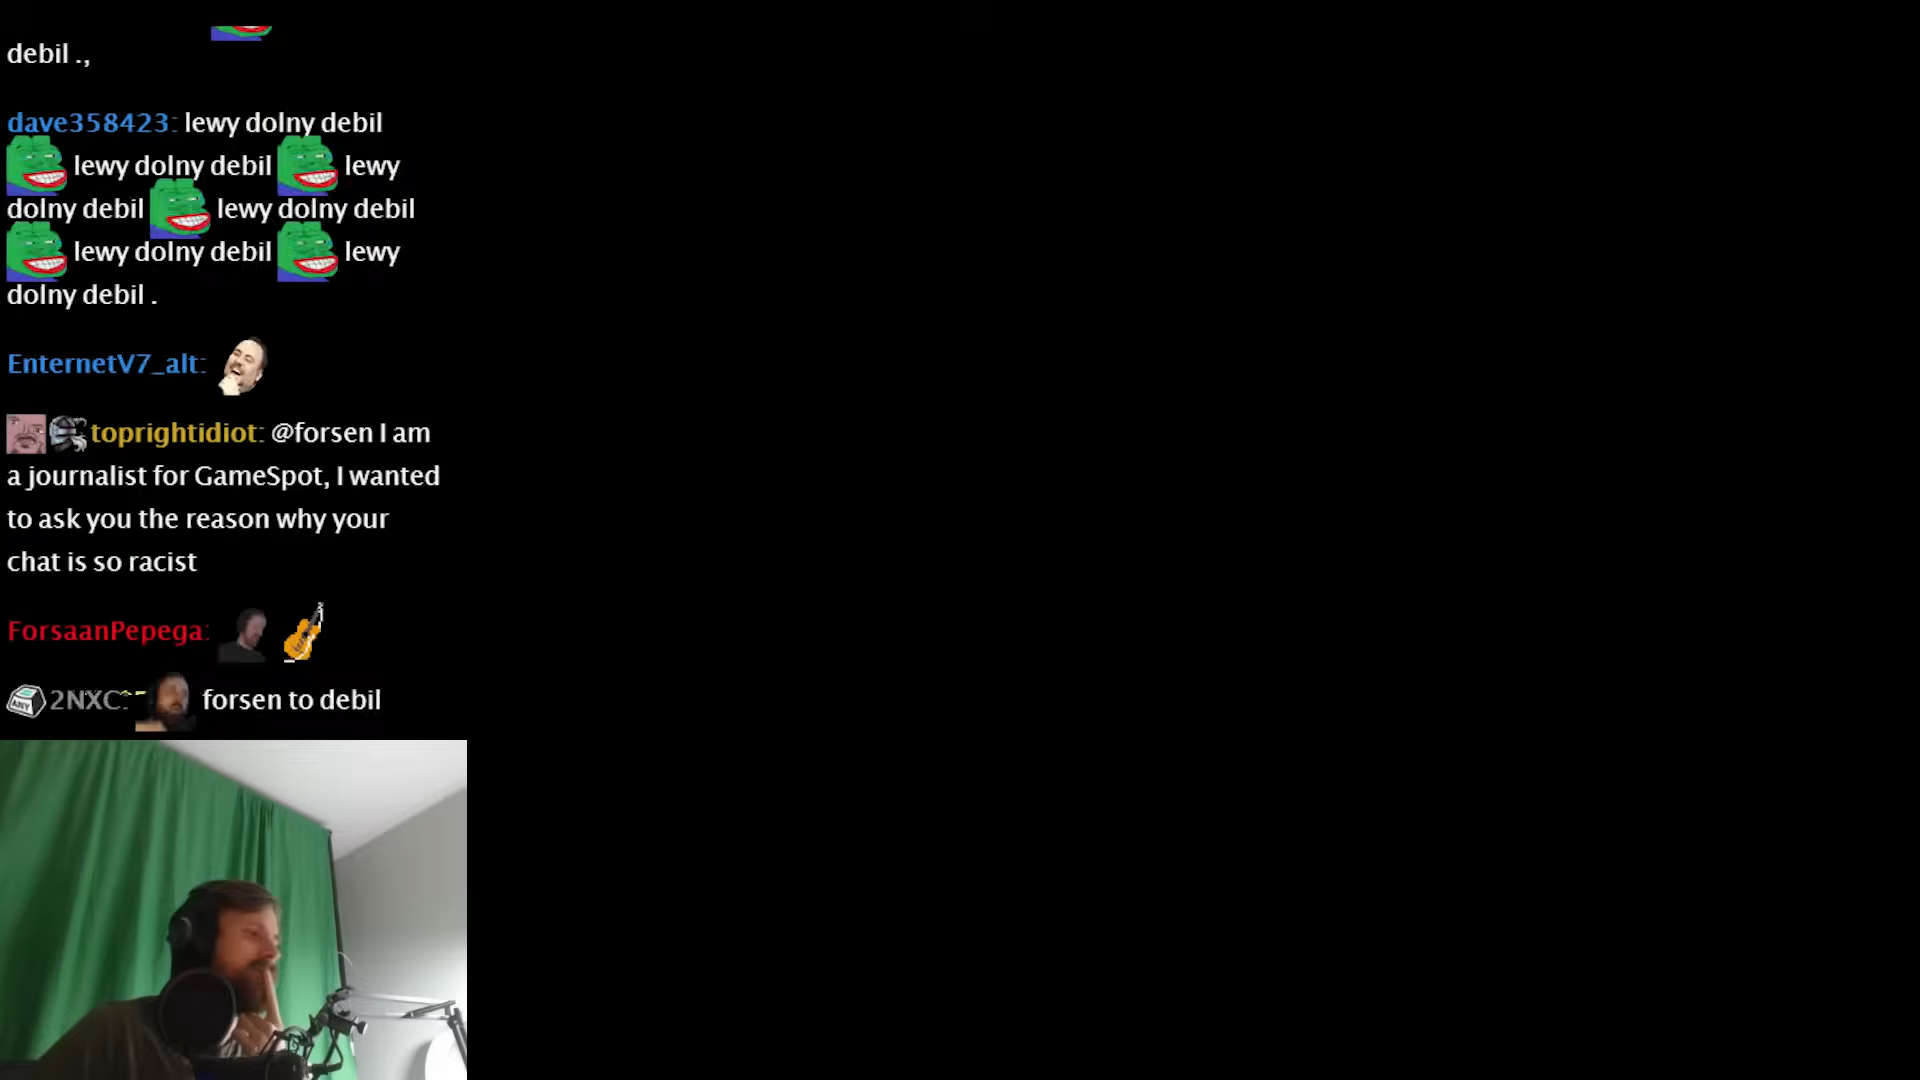 debil .,
dave358423: lewy dolny debil
lewy dolny debil lewy
dolny debil lewy dolny debil
lewy dolny debil lewy
dolny debil .
EnternetV7_alt:
toprightidiot: @forsen I am
a journalist for GameSpot, I wanted
to ask you the reason why your
chat is so racist
ForsaanPepega:
ANY 2NXC: forsen to debil